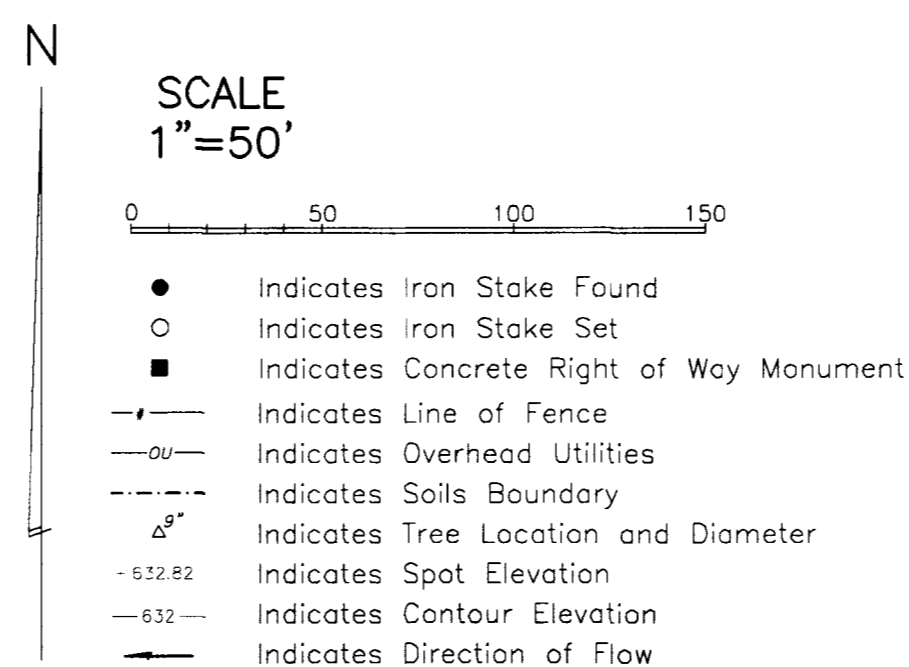 N
SCALE
1"=50'
0 50 100 150
Indicates Iron Stake Found
Indicates Iron Stake Set
Indicates Concrete Right of Way Monument
Indicates Line of Fence
OU Indicates Overhead Utilities
Indicates Soils Boundary
9" Indicates Tree Location and Diameter
632.82 Indicates Spot Elevation
632 Indicates Contour Elevation
Indicates Direction of Flow